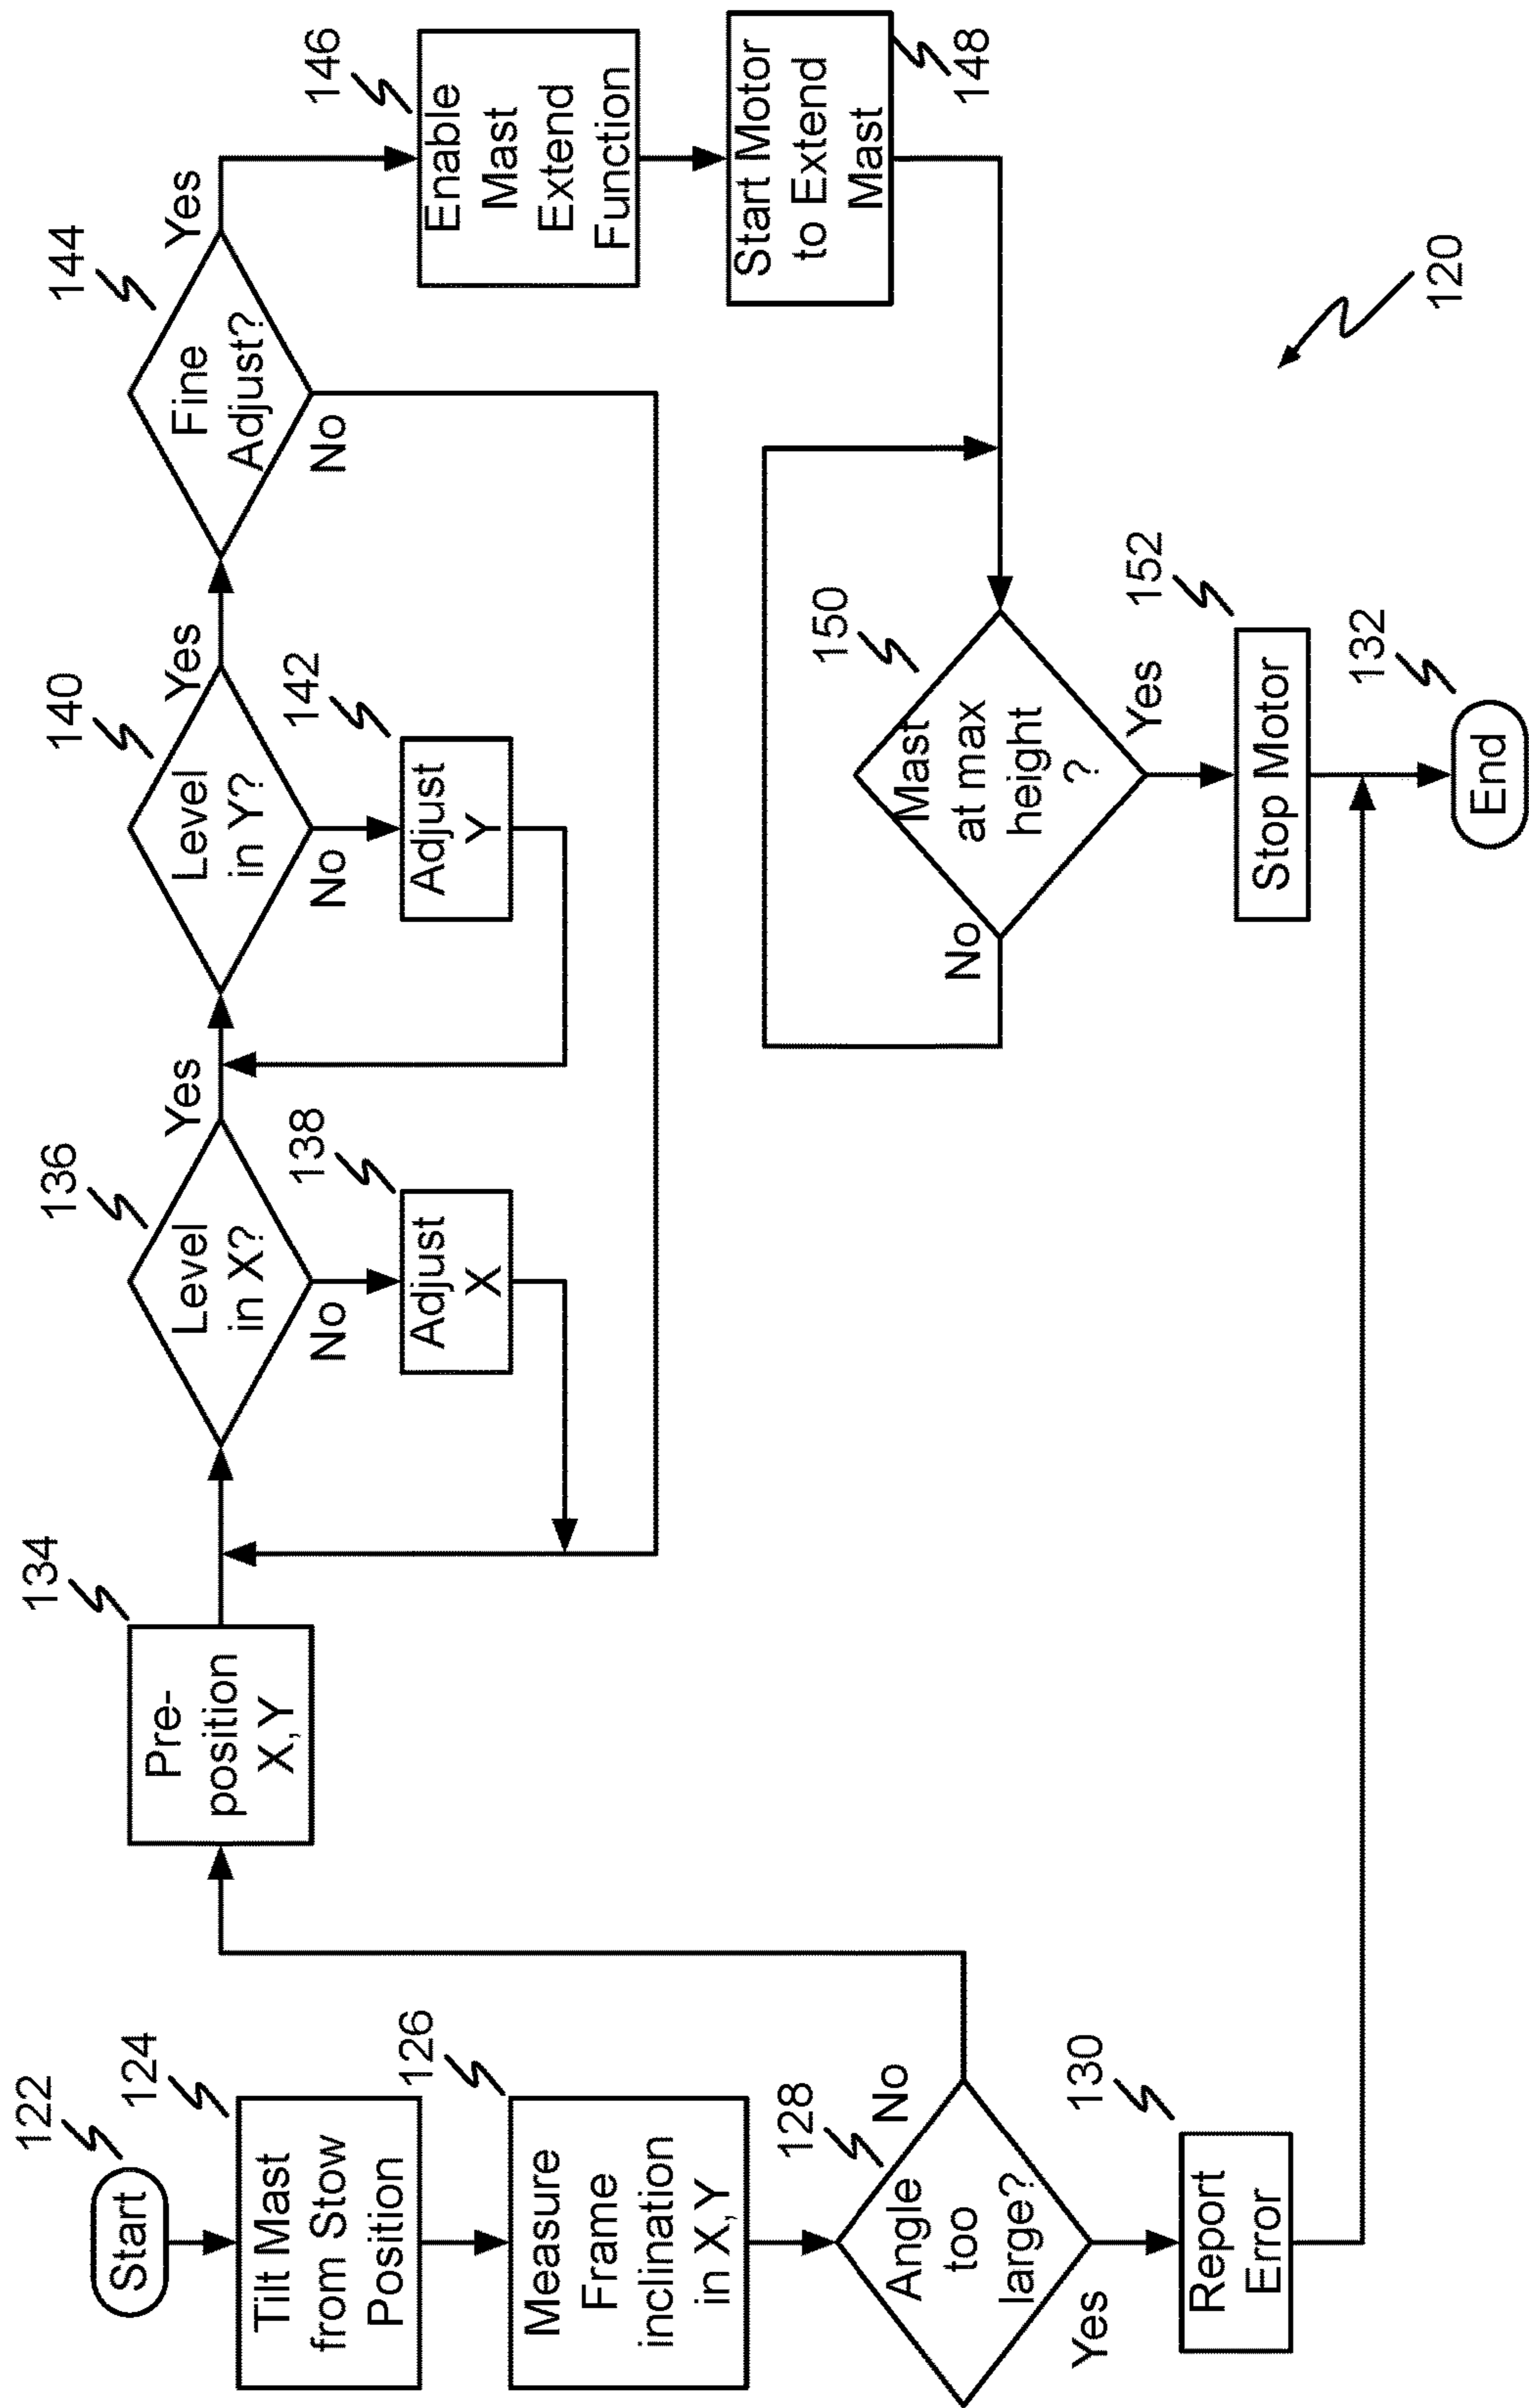 122
Start
124
Tilt Mast
from Stow
Position
126
Measure
Frame
inclination
in X,Y
128
Angle
too
large?
No
Yes
130
Report
Error
134
Pre-
position
X,Y
136
Level
in X?
Yes
No
138
Adjust
X
140
Level
in Y?
Yes
No
142
Adjust
Y
144
Fine
Adjust?
Yes
No
146
Enable
Mast
Extend
Function
Start Motor
to Extend
Mast
148
150
Mast
at max
height
?
No
Yes
152
Stop Motor
132
End
120